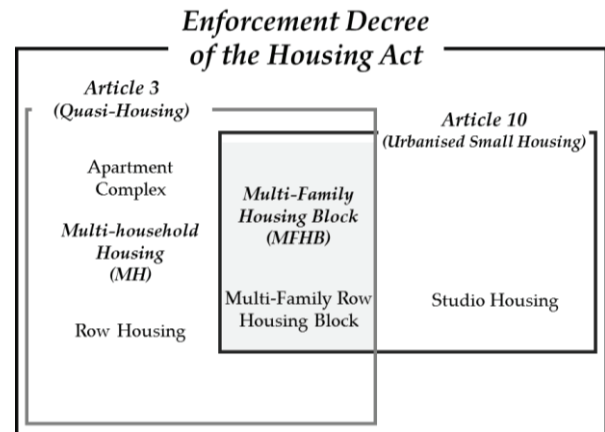 Enforcement Decree
of the Housing Act
Article 3
(Quasi-Housing)
Apartment
Complex
Multi-household
Housing
(MH)
Row Housing
Multi-Family
Housing Block
(MFHB)
Multi-Family Row
Housing Block
Article 10
(Urbanised Small Housing)
Studio Housing